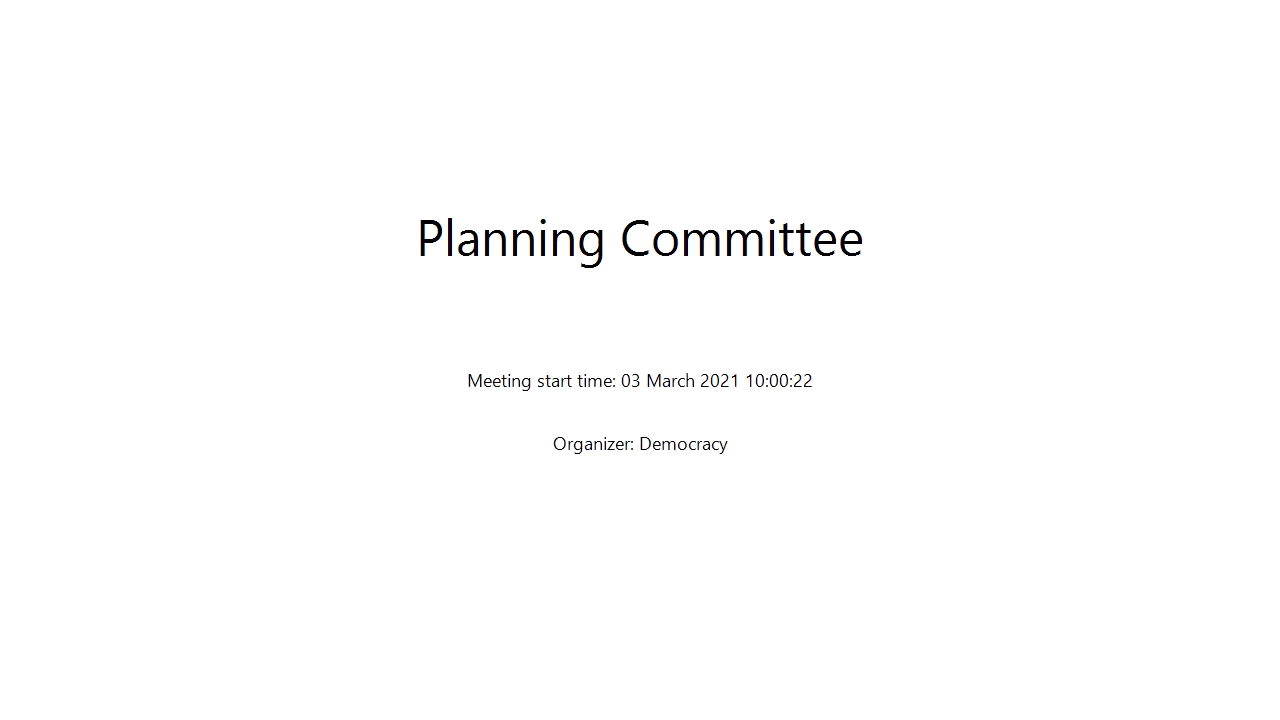 Planning Committee
Meeting start time: 03 March 2021 10:00:22
Organizer: Democracy